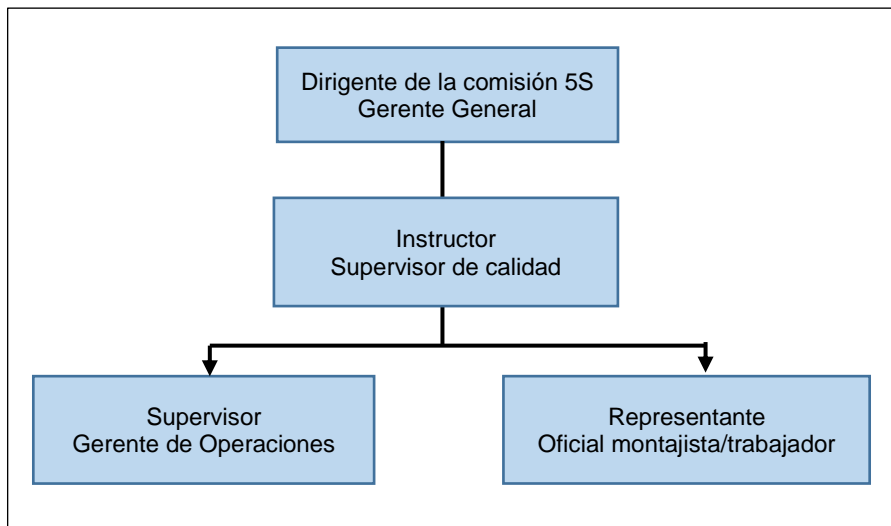 Dirigente de la comisión 5S
Gerente General
Instructor
Supervisor de calidad
Supervisor
Gerente de Operaciones
Representante
Oficial montajista/trabajador